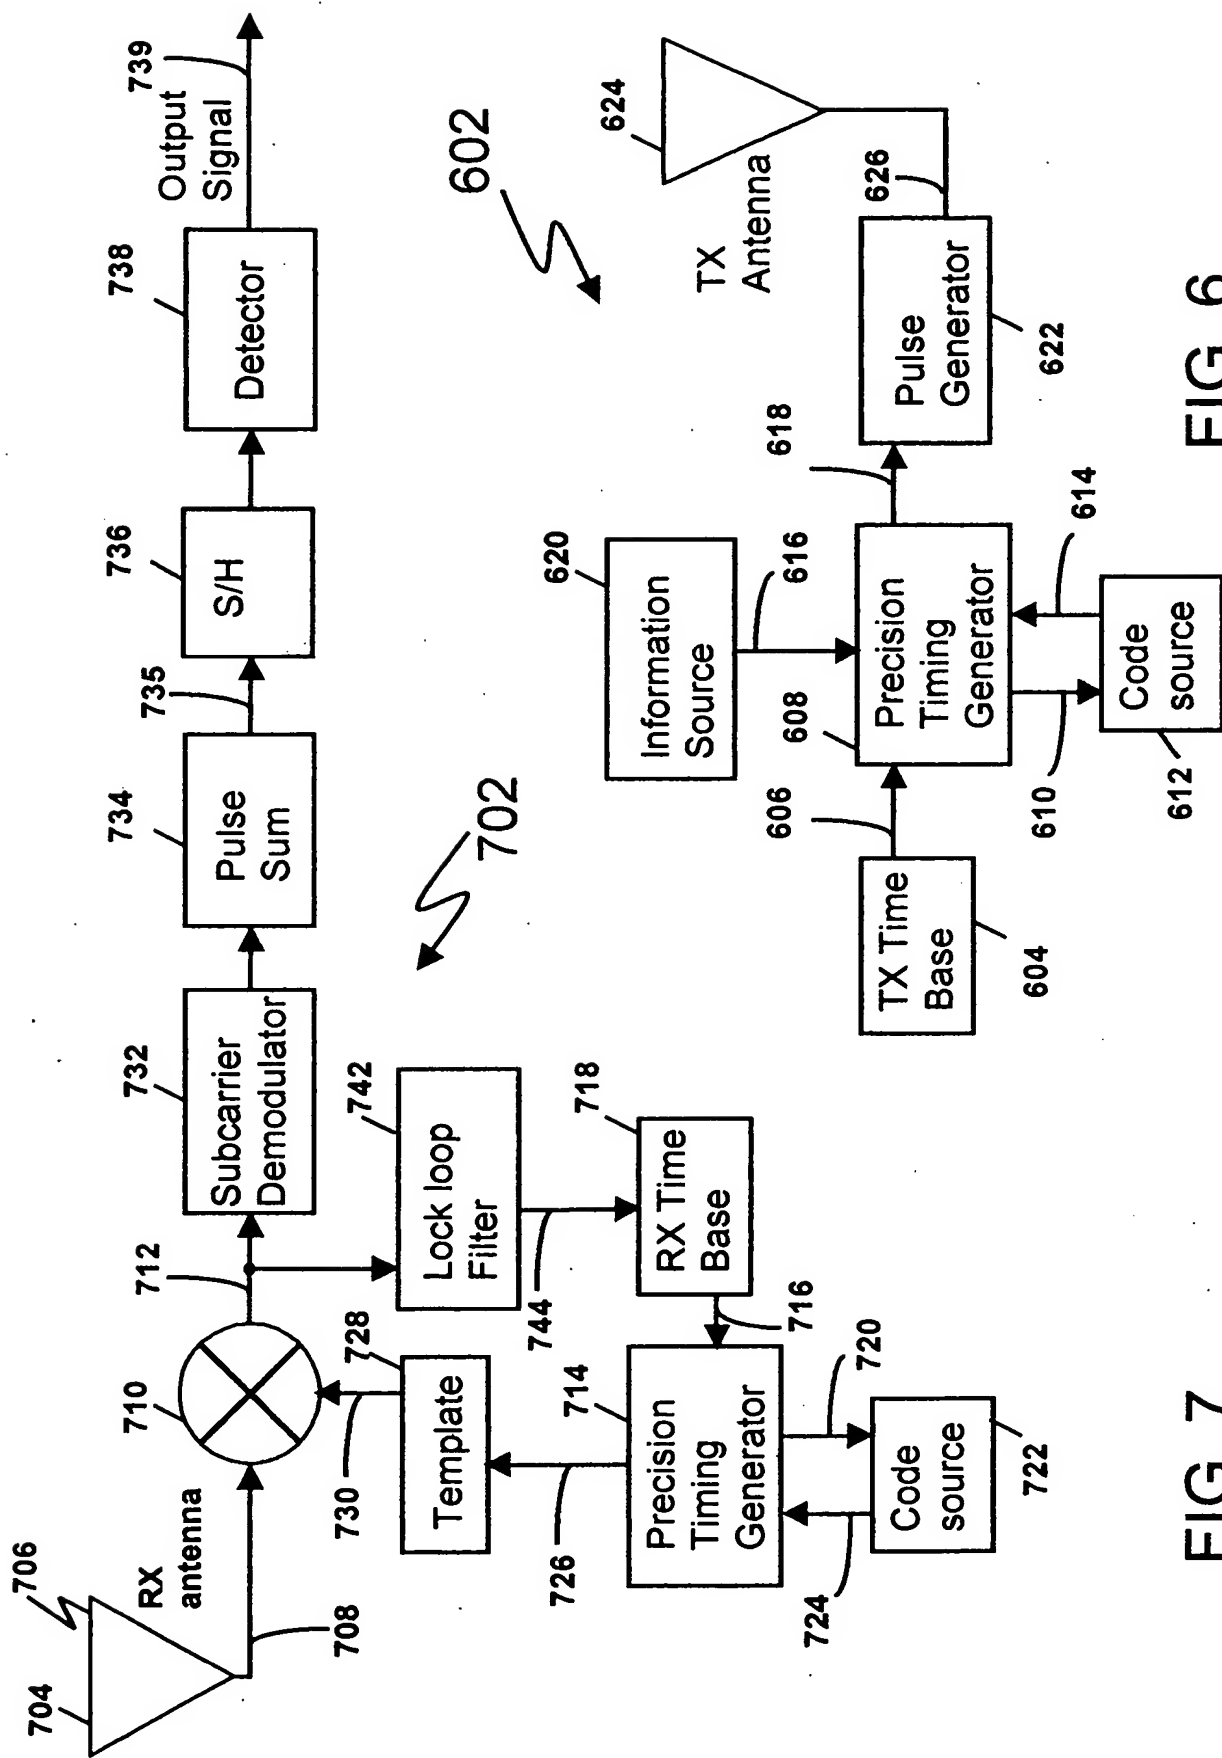 739
Output
Signal
738
Detector
736
S/H
735
734
Pulse
Sum
732
Subcarrier
Demodulator
712
710
RX
antenna
706
704
708
702
742
Lock loop
Filter
744
718
RX Time
Base
716
728
Template
730
726
714
Precision
Timing
Generator
720
724
Code
source
722
FIG 7
602
624
TX
Antenna
626
Pulse
Generator
622
618
620
Information
Source
616
608
Precision
Timing
Generator
614
610
Code
source
612
606
TX Time
Base
604
FIG 6